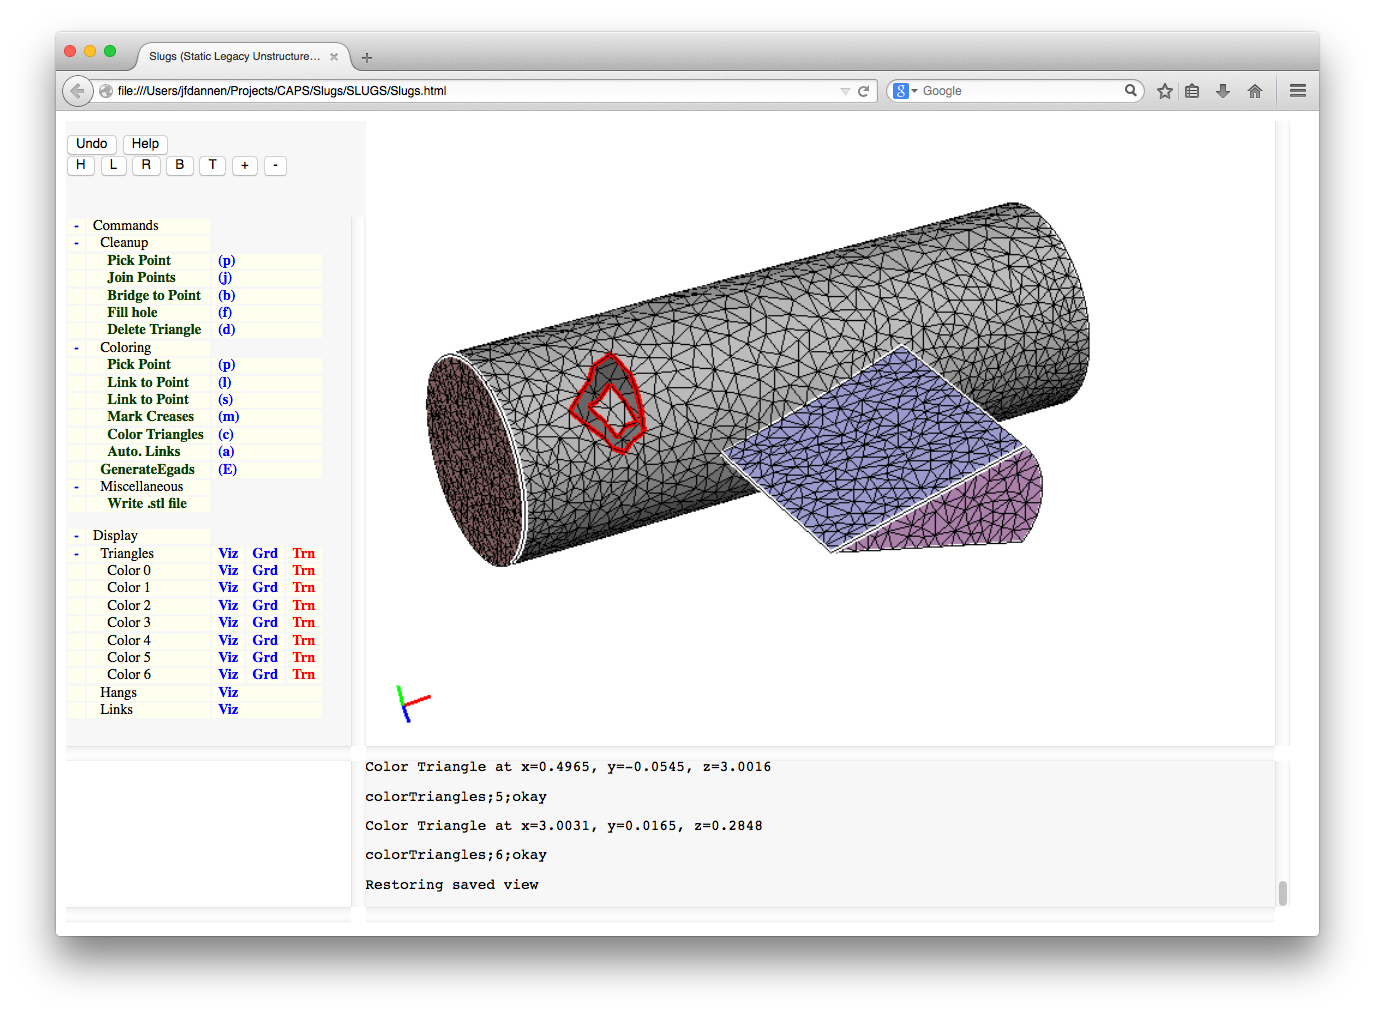 Slugs (Static Legacy Unstructure...
file:///Users/jfdannen/Projects/CAPS/Slugs/SLUGS/Slugs.html
Google
Undo Help
H L R B T + -
- Commands
- Cleanup
Pick Point (p)
Join Points (j)
Bridge to Point (b)
Fill hole (f)
Delete Triangle (d)
- Coloring
Pick Point (p)
Link to Point (l)
Link to Point (s)
Mark Creases (m)
Color Triangles (c)
Auto. Links (a)
GenerateEgads (E)
- Miscellaneous
Write .stl file
- Display
- Triangles Viz Grd Trn
Color 0 Viz Grd Trn
Color 1 Viz Grd Trn
Color 2 Viz Grd Trn
Color 3 Viz Grd Trn
Color 4 Viz Grd Trn
Color 5 Viz Grd Trn
Color 6 Viz Grd Trn
Hangs Viz
Links Viz
Color Triangle at x=0.4965, y=-0.0545, z=3.0016
colorTriangles;5;okay
Color Triangle at x=3.0031, y=0.0165, z=0.2848
colorTriangles;6;okay
Restoring saved view